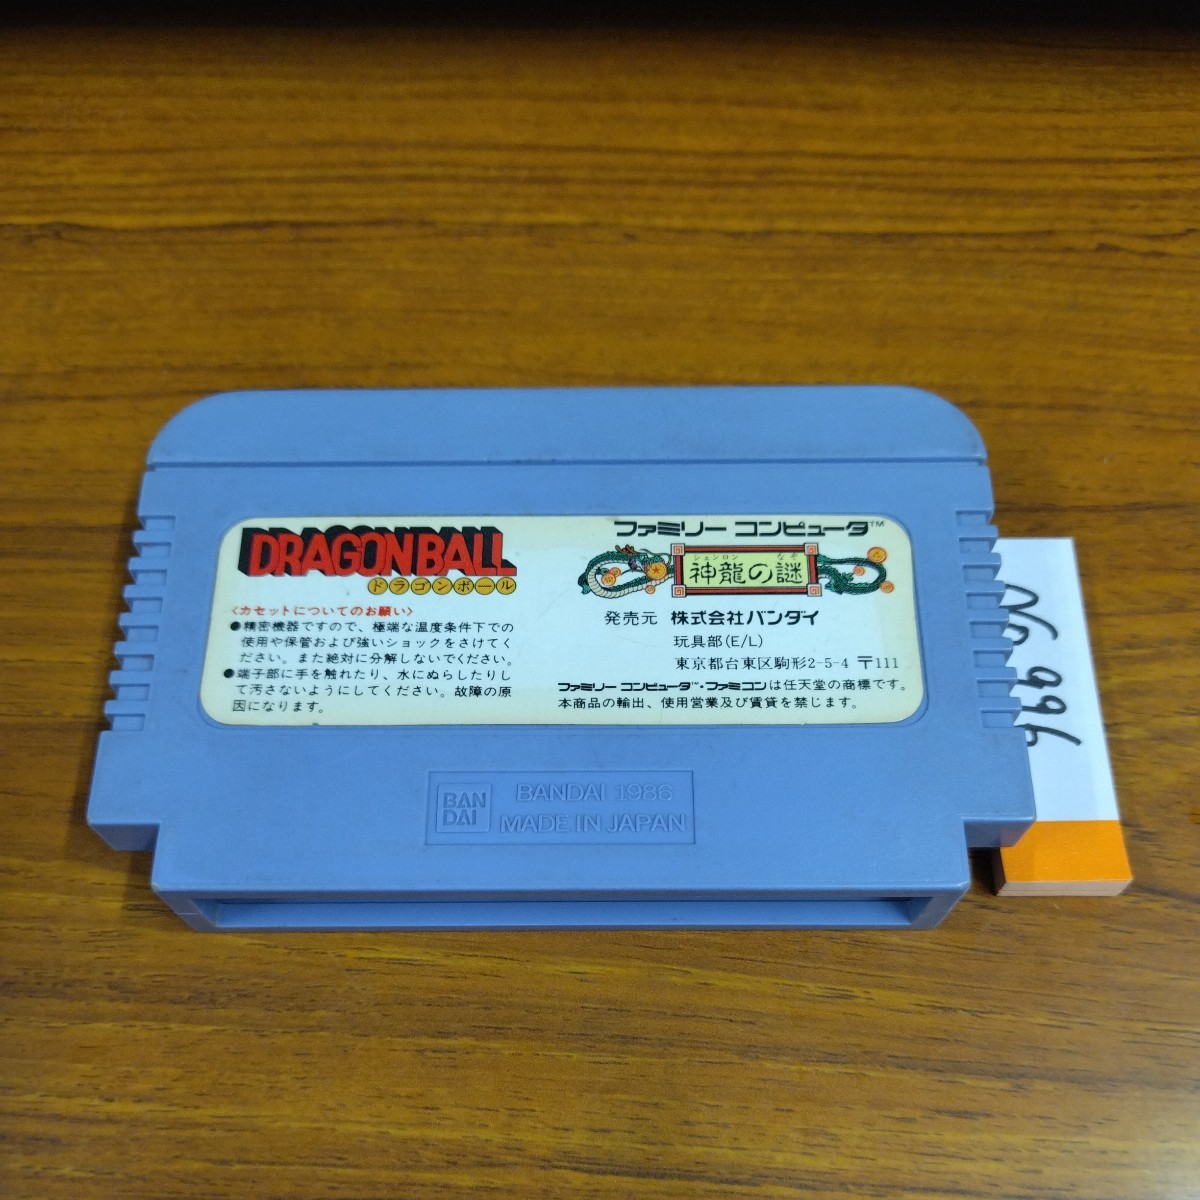 DRAGONBALL
ドラゴンボール
〈カセットについてのお願い〉
●精密機器ですので、極端な温度条件下での
使用や保管および強いショックをさけてく
ださい。また絶対に分解しないでください。
●端子部に手を触れたり、水にぬらしたりし
て汚さないようにしてください。故障の原
因になります。
ファミリー コンピュータ™
シェンロン なぞ
神龍の謎
発売元 株式会社バンダイ
玩具部(E/L)
東京都台東区駒形2-5-4 〒111
ファミリー コンピュータ™・ファミコンは任天堂の商標です。
本商品の輸出、使用営業及び賃貸を禁じます。
BAN
DAI
BANDAI 1986
MADE IN JAPAN
No 996